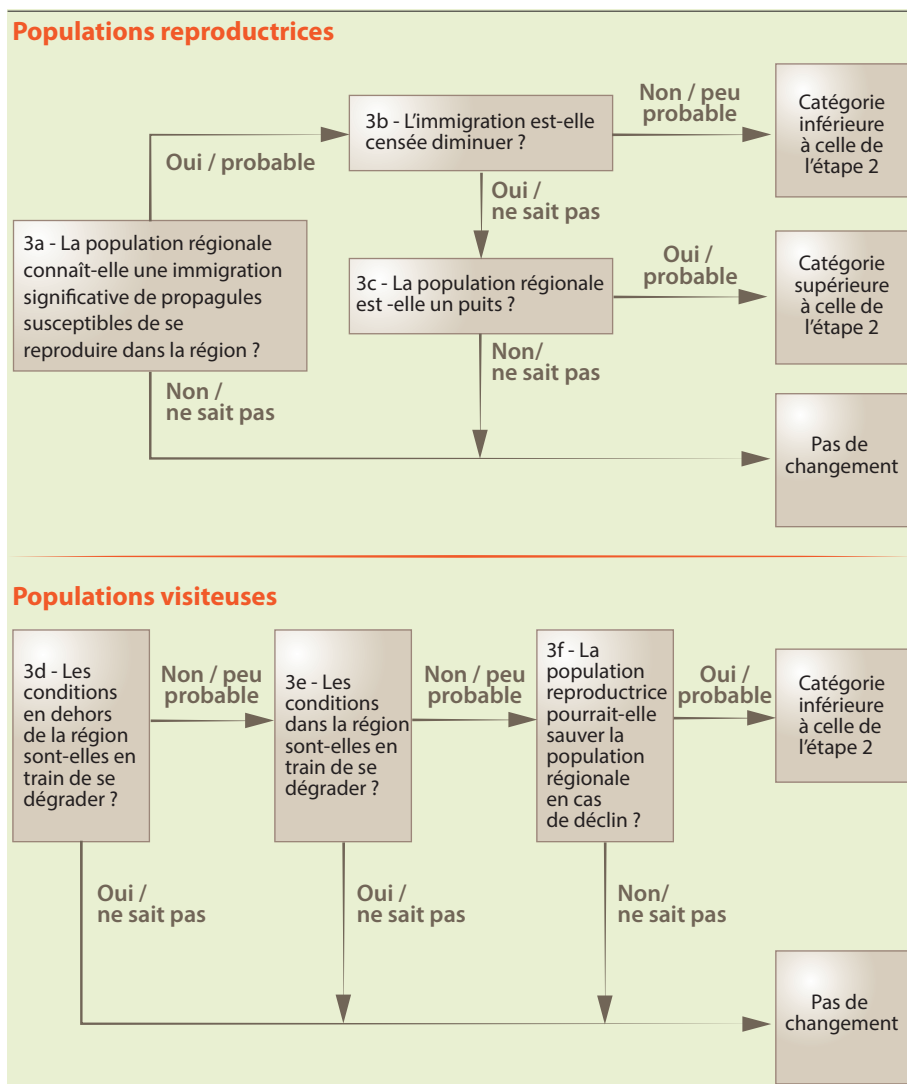 Populations reproductrices
3a - La population régionale
connaît-elle une immigration
significative de propagules
susceptibles de se
reproduire dans la région ?
Oui / probable
3b - L'immigration est-elle
censée diminuer ?
Non / peu
probable
Catégorie
inférieure
à celle de
l'étape 2
Oui /
ne sait pas
3c - La population régionale
est -elle un puits ?
Oui /
probable
Catégorie
supérieure
à celle de
l'étape 2
Non/
ne sait pas
Non /
ne sait pas
Pas de
changement
Populations visiteuses
3d - Les
conditions
en dehors
de la région
sont-elles en
train de se
dégrader ?
Non / peu
probable
3e - Les
conditions
dans la région
sont-elles en
train de se
dégrader ?
Non / peu
probable
3f - La
population
reproductrice
pourrait-elle
sauver la
population
régionale
en cas
de déclin ?
Oui /
probable
Catégorie
inférieure
à celle de
l'étape 2
Oui /
ne sait pas
Oui /
ne sait pas
Non/
ne sait pas
Pas de
changement